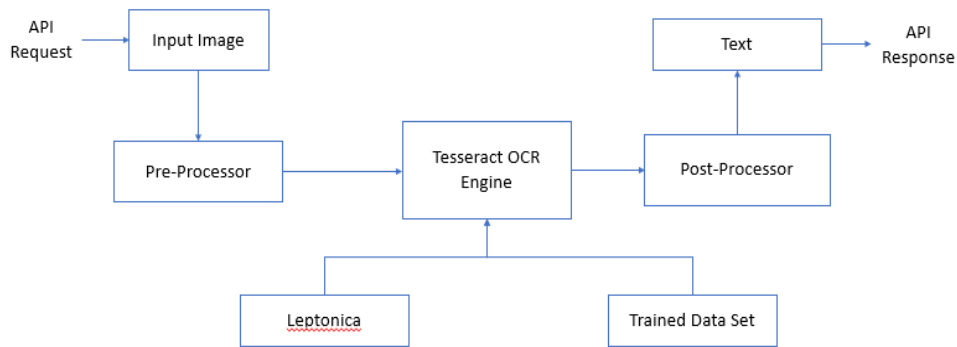 API
Request
Input Image
Text
API
Response
Pre-Processor
Tesseract OCR
Engine
Post-Processor
Leptonica
Trained Data Set